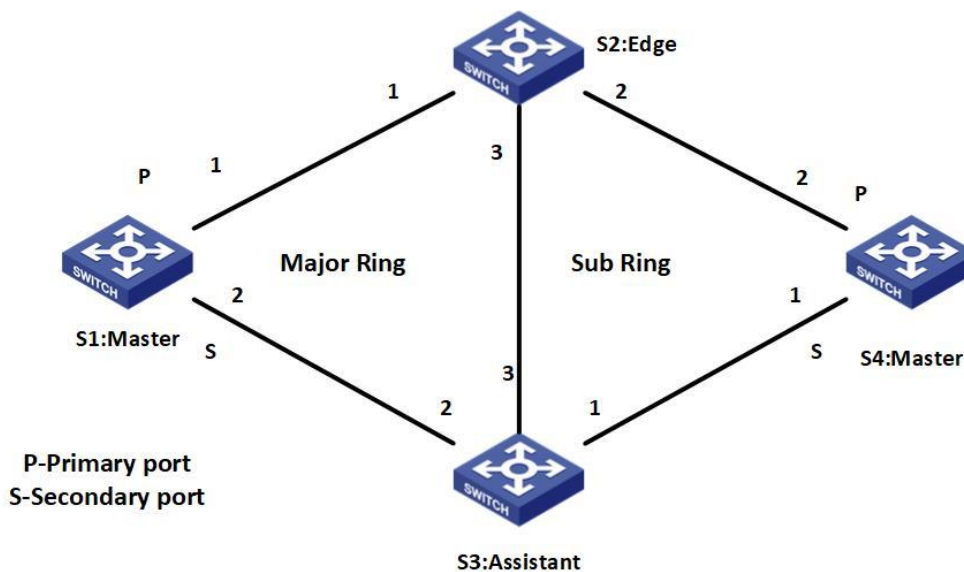 S2:Edge
SWITCH
1
2
3
P
1
2
P
SWITCH
Major Ring
Sub Ring
SWITCH
2
1
S1:Master
S
S
S4:Master
3
2
1
P-Primary port
S-Secondary port
SWITCH
S3:Assistant